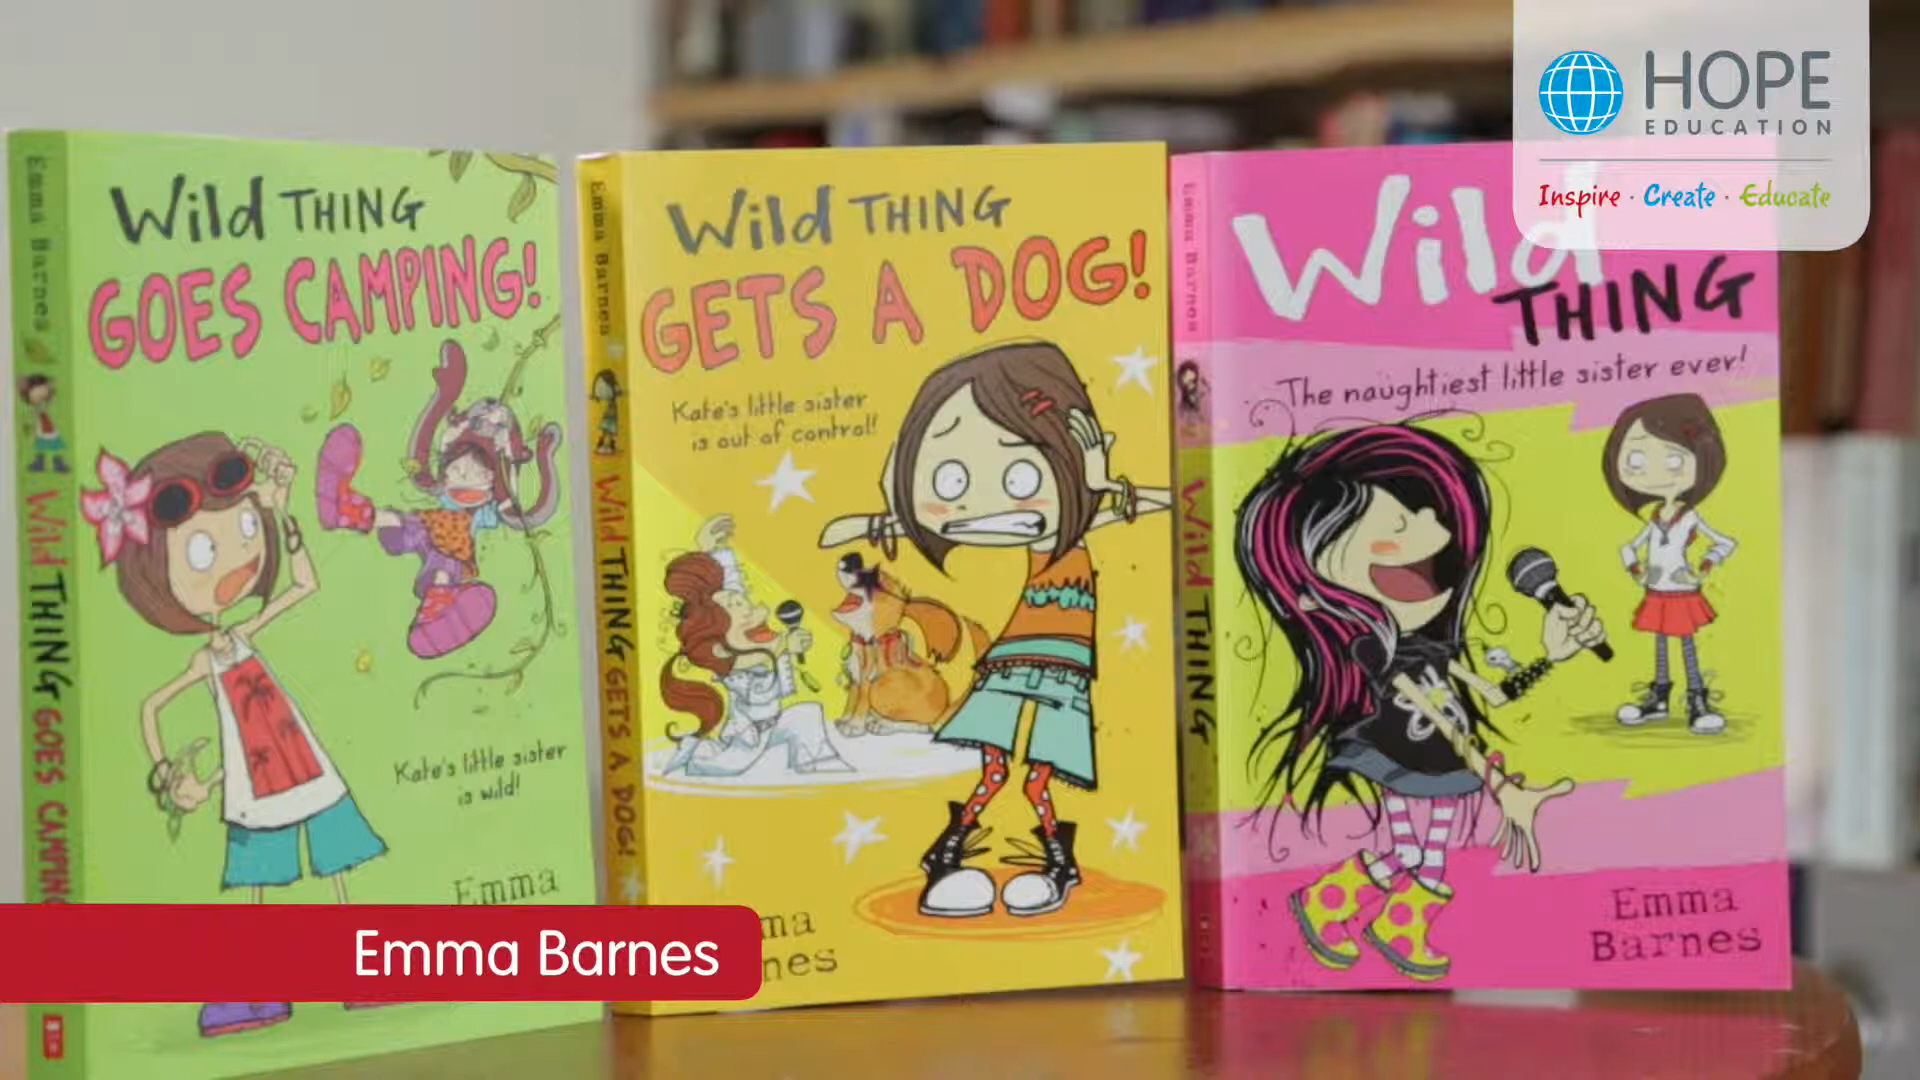 HOPE
EDUCATION
Inspire · Create · Educate
Emma Barnes
Wild THING GOES CAMPING
Wild THING
GOES CAMPING!
Kate's little sister
is wild!
Emma
Emma Barnes
Wild THING GETS A DOG!
Wild THING
GETS A DOG!
Kate's little sister
is out of control!
Emma Barnes
Wild THING
Wild
THING
The naughtiest little sister ever!
Emma
Barnes
Emma Barnes